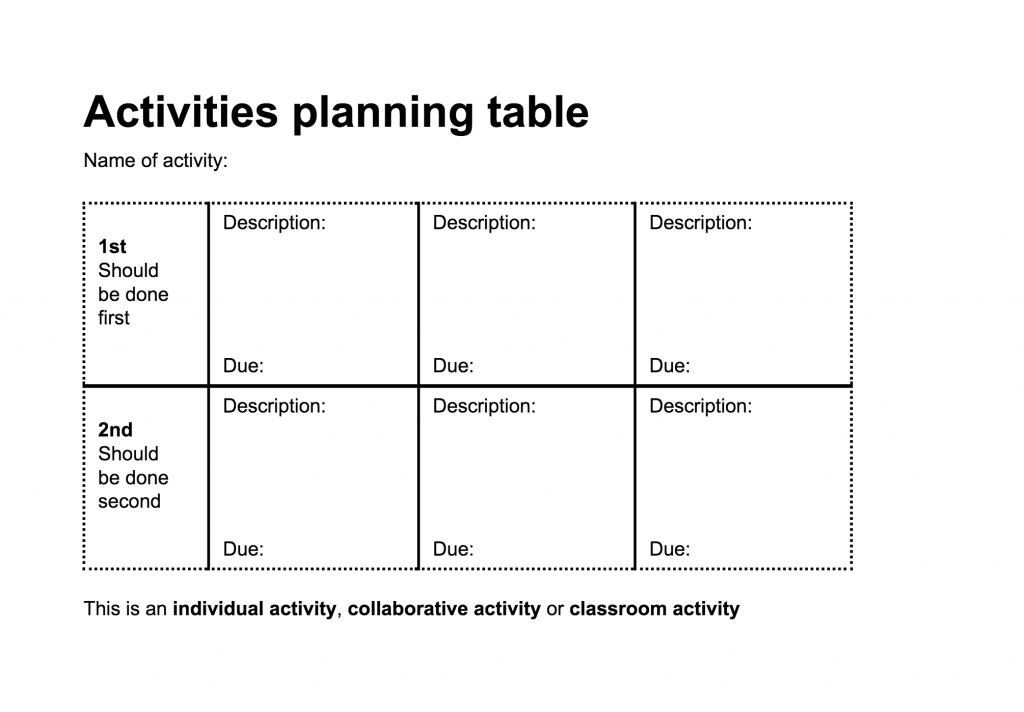 Activities planning table
Name of activity:
1st
Should
be done
first
Description:
Due:
Description:
Due:
Description:
Due:
2nd
Should
be done
second
Description:
Due:
Description:
Due:
Description:
Due:
This is an individual activity, collaborative activity or classroom activity